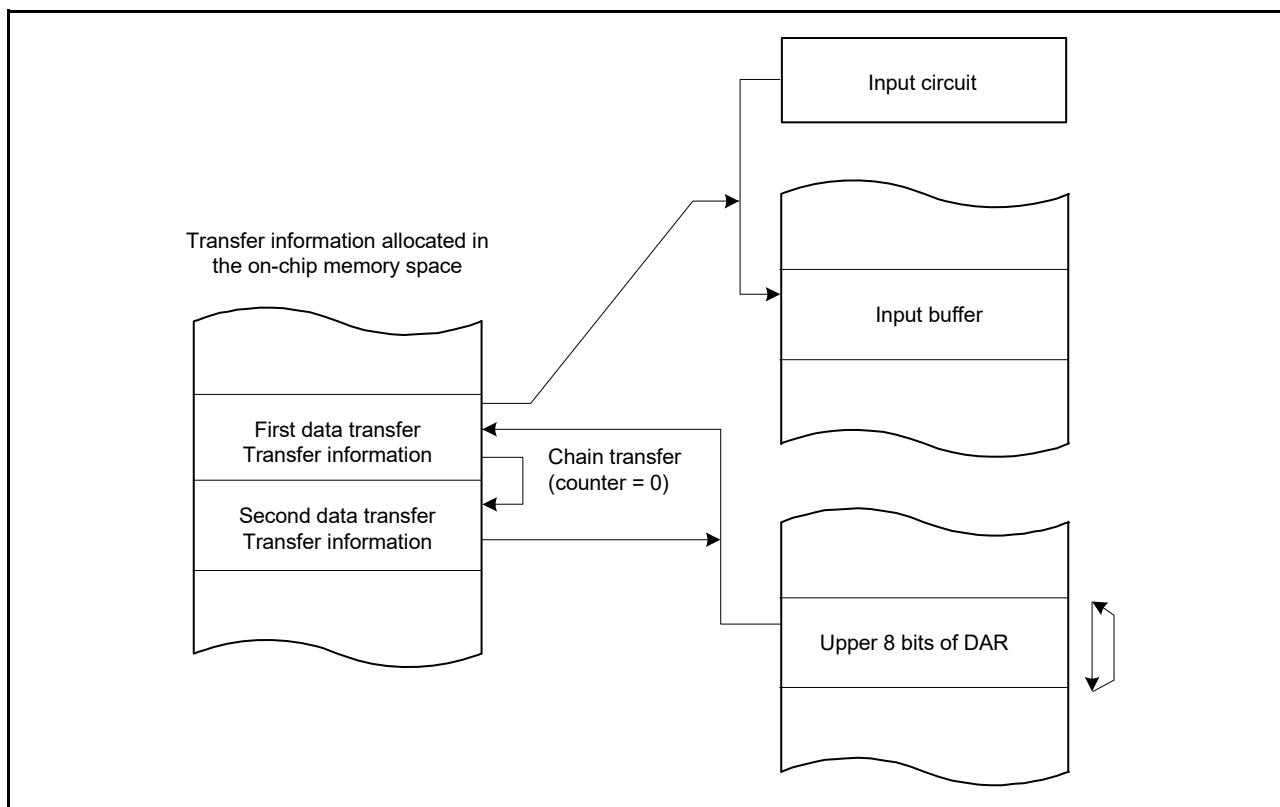 Input circuit
Transfer information allocated in
the on-chip memory space
Input buffer
First data transfer
Transfer information
Chain transfer
(counter = 0)
Second data transfer
Transfer information
Upper 8 bits of DAR